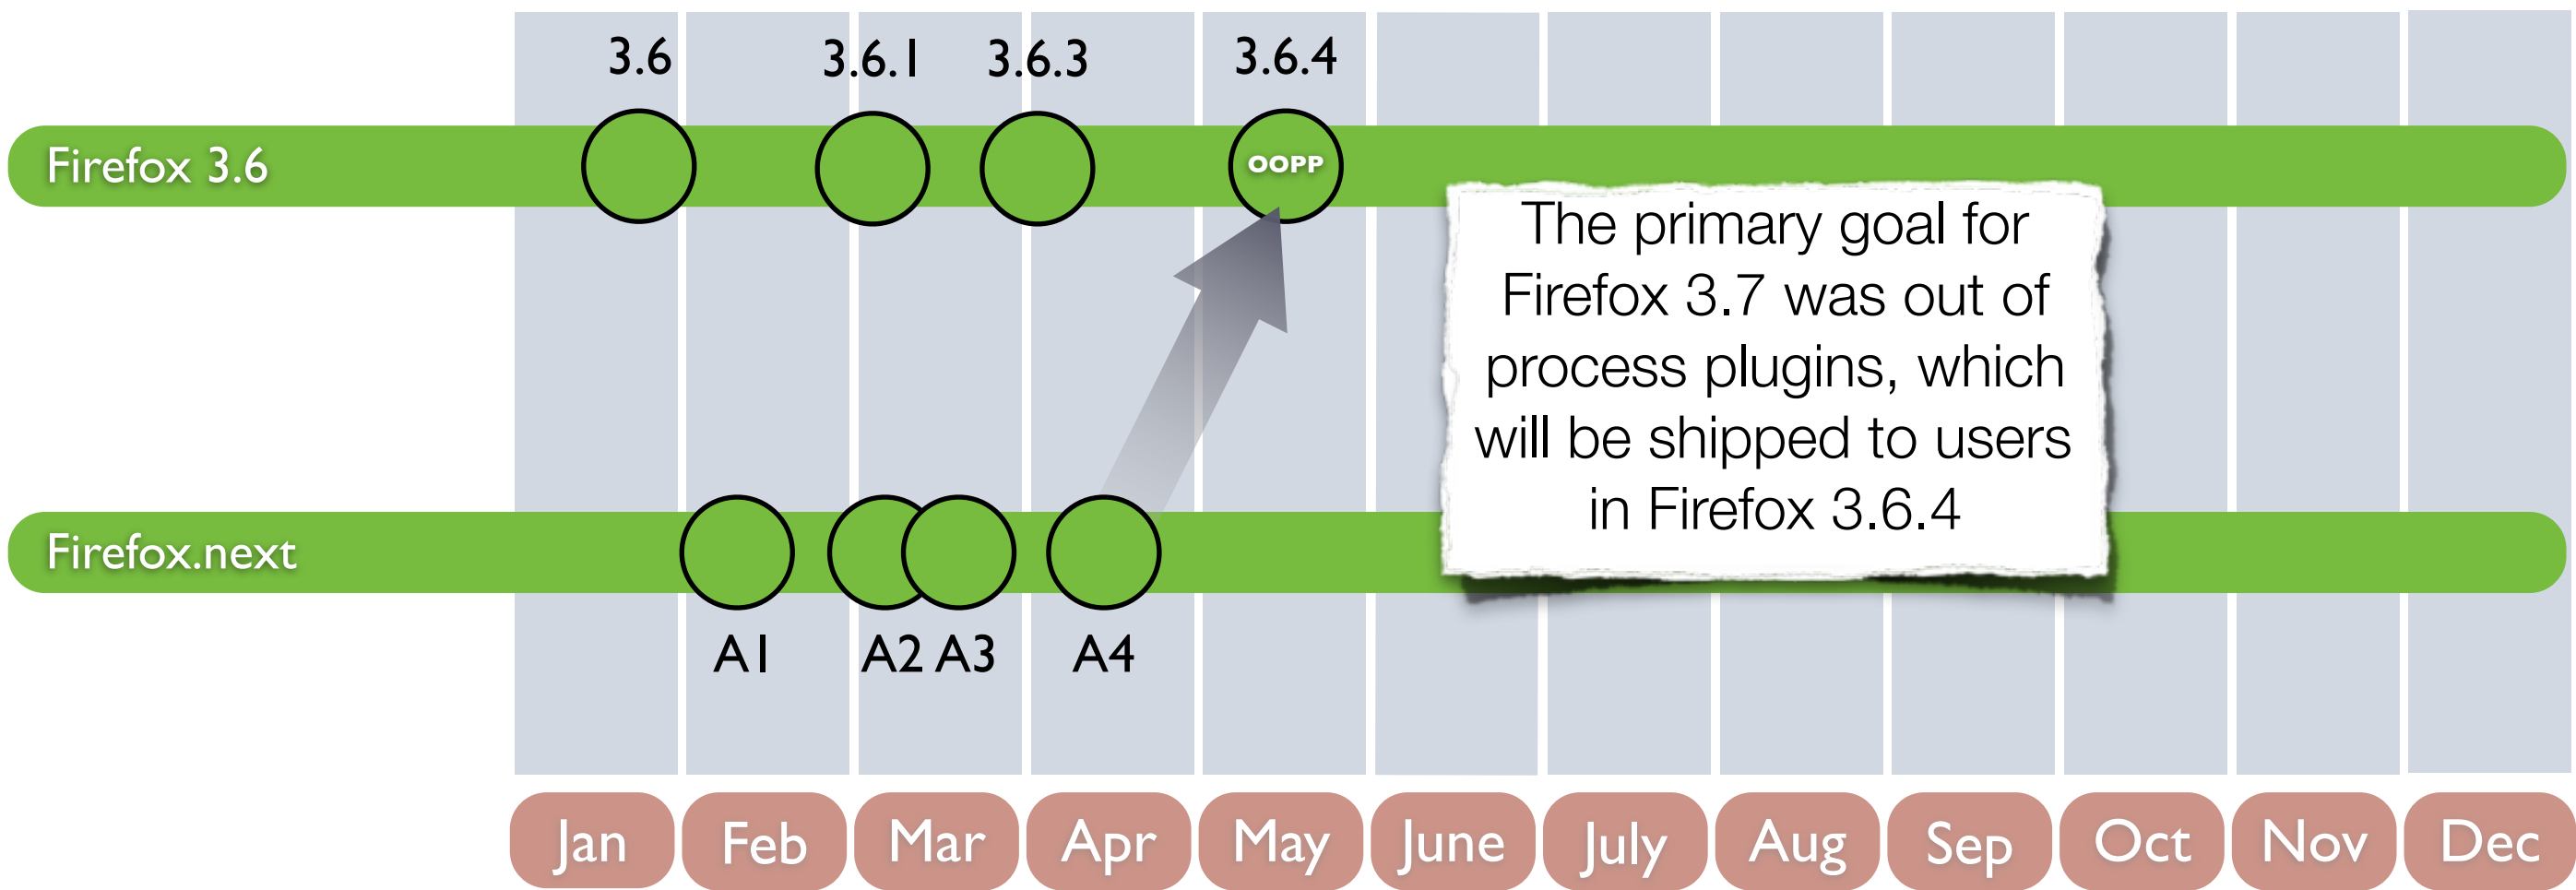 3.6 3.6.1 3.6.3 3.6.4
Firefox 3.6
OOPP
The primary goal for
Firefox 3.7 was out of
process plugins, which
will be shipped to users
in Firefox 3.6.4
Firefox.next
A1 A2 A3 A4
Jan Feb Mar Apr May June July Aug Sep Oct Nov Dec